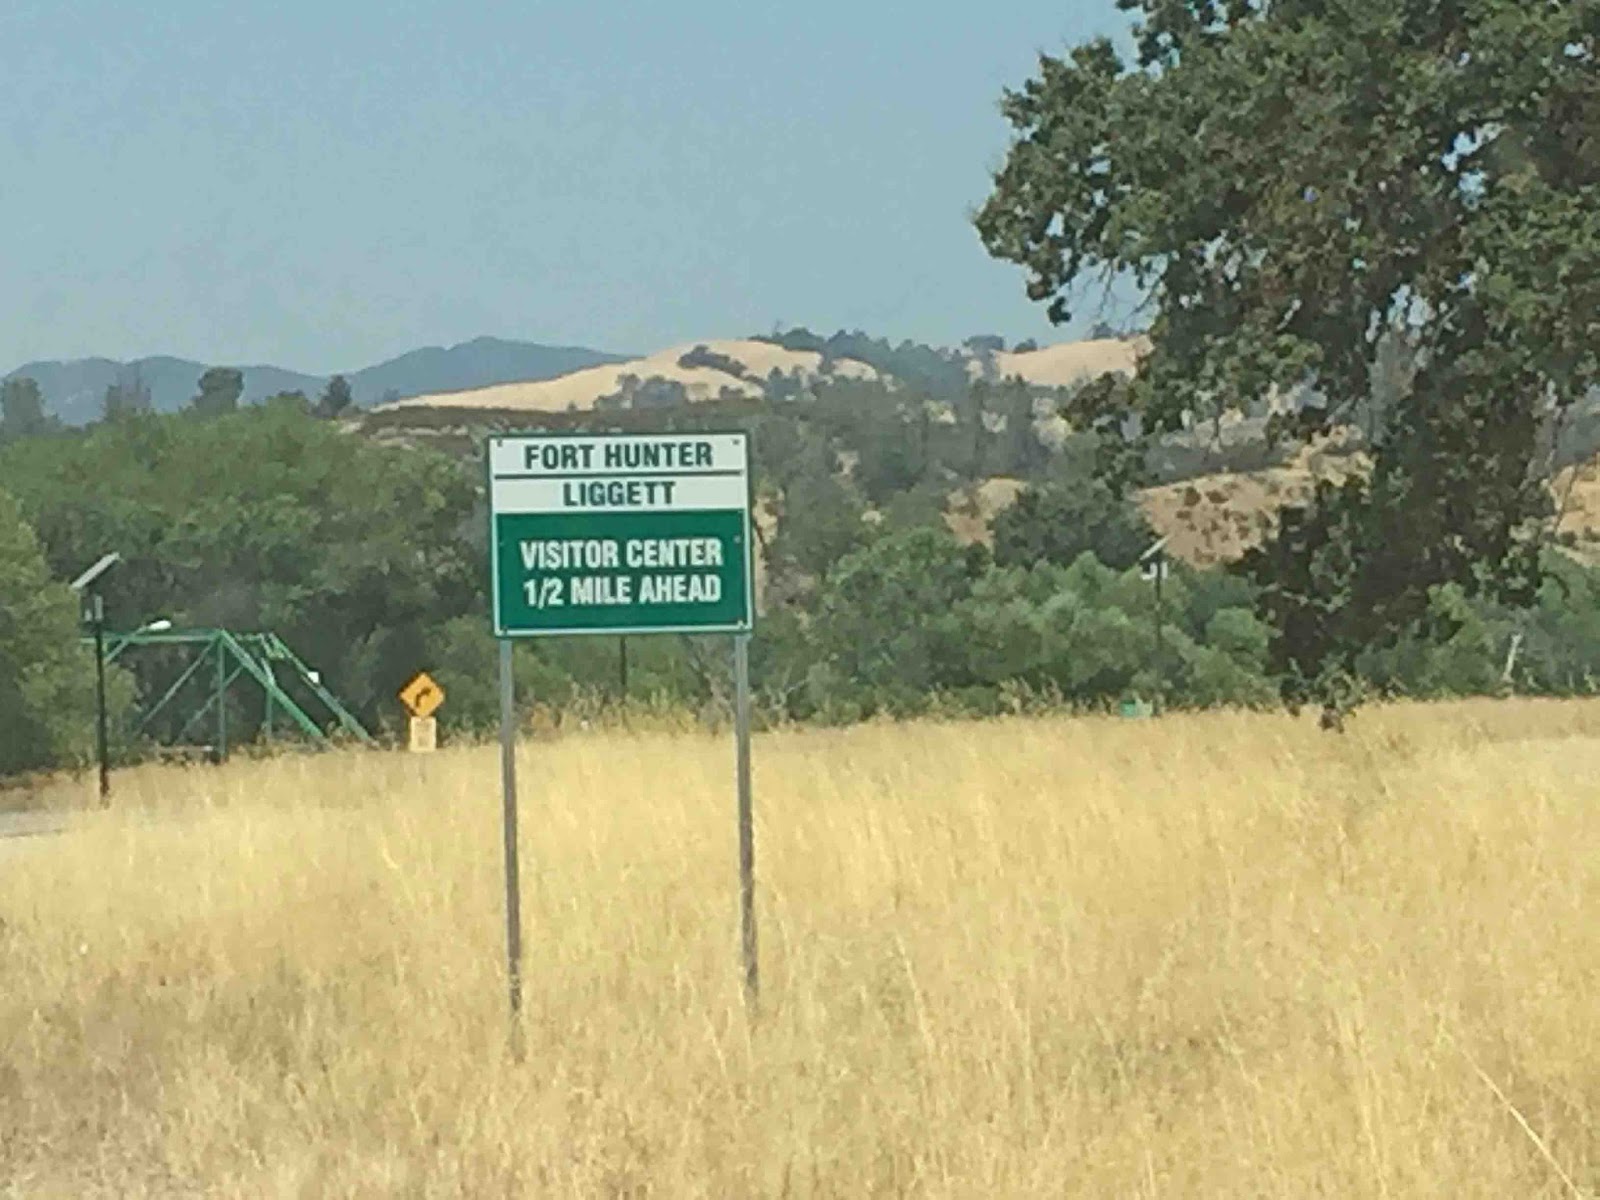 FORT HUNTER
LIGGETT
VISITOR CENTER
1/2 MILE AHEAD